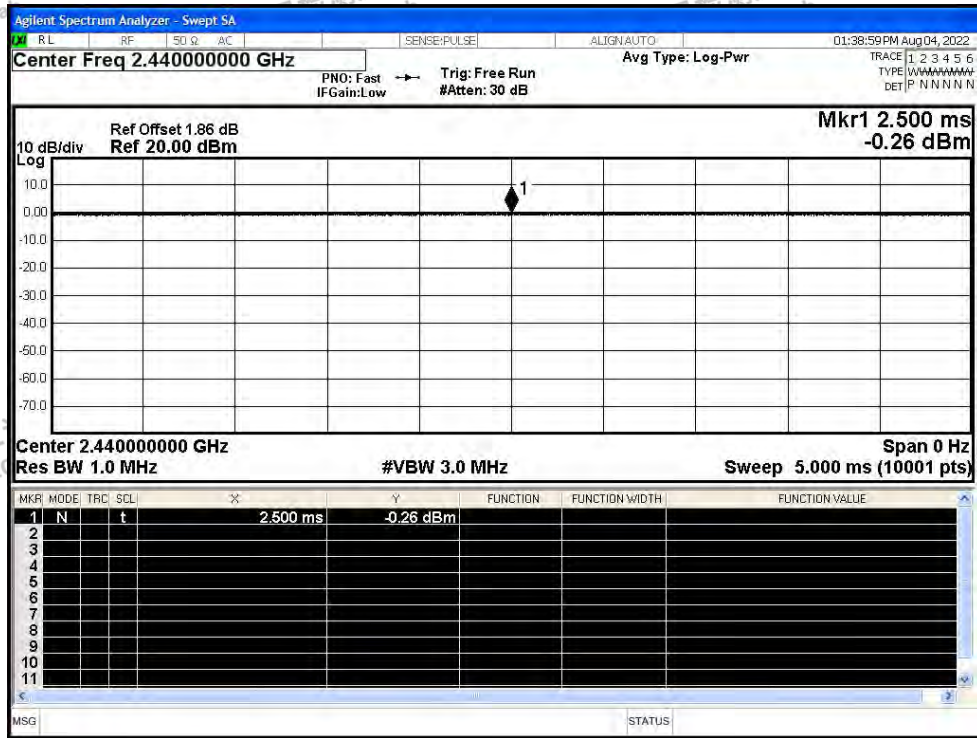 Agilent Spectrum Analyzer - Swept SA
RL RF 50 Ω AC SENSE:PULSE ALIGNAUTO 01:38:59 PM Aug 04, 2022
Center Freq 2.440000000 GHz
Avg Type: Log-Pwr
TRACE 1 2 3 4 5 6
PNO: Fast Trig: Free Run
TYPE WWWWWW
IFGain:Low #Atten: 30 dB
DET P N N N N N
Mkr1 2.500 ms
Ref Offset 1.86 dB
10 dB/div Ref 20.00 dBm
-0.26 dBm
Log
10.0
1
0.00
-10.0
-20.0
-30.0
-40.0
-50.0
-60.0
-70.0
Center 2.440000000 GHz Span 0 Hz
Res BW 1.0 MHz #VBW 3.0 MHz Sweep 5.000 ms (10001 pts)
MKR MODE TRC SCL X Y FUNCTION FUNCTION WIDTH FUNCTION VALUE
1 N t 2.500 ms -0.26 dBm
2
3
4
5
6
7
8
9
10
11
MSG STATUS